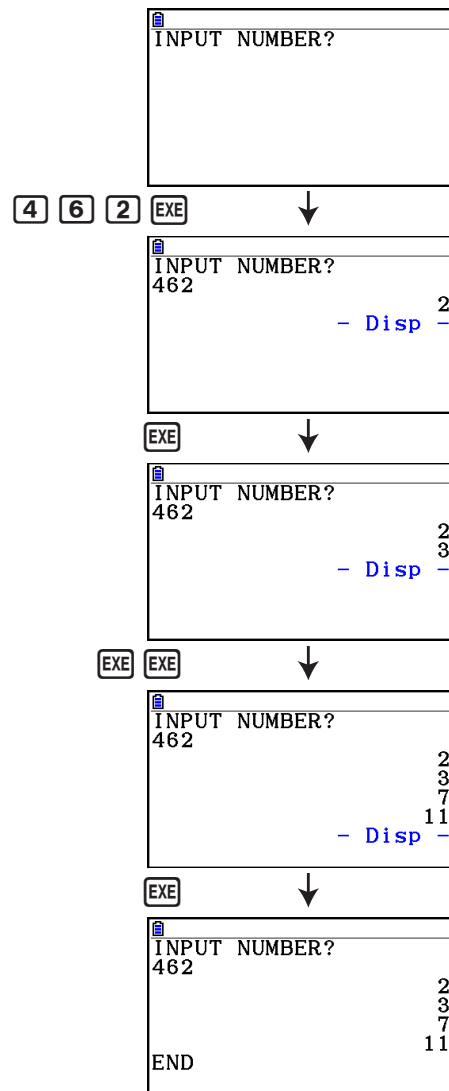 INPUT NUMBER?
4 6 2 EXE
INPUT NUMBER?
462
2
- Disp -
EXE
INPUT NUMBER?
462
2
3
- Disp -
EXE EXE
INPUT NUMBER?
462
2
3
7
11
- Disp -
EXE
INPUT NUMBER?
462
2
3
7
11
END